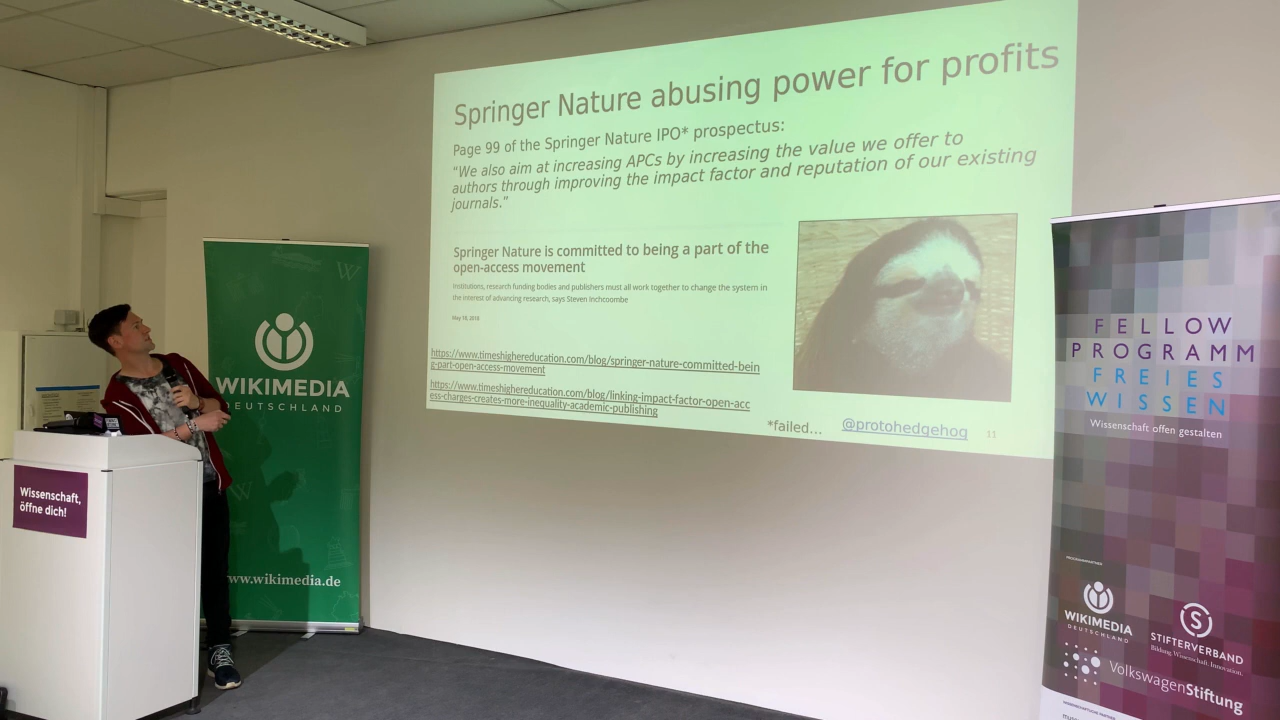 Springer Nature abusing power for profits
Page 99 of the Springer Nature IPO* prospectus:
"We also aim at increasing APCs by increasing the value we offer to
authors through improving the impact factor and reputation of our existing
journals."
Springer Nature is committed to being a part of the
open-access movement
Institutions, research funding bodies and publishers must all work together to change the system in
the interest of advancing research, says Steven Inchcoombe
May 10, 2018
https://www.timeshighereducation.com/blog/springer-nature-committed-bein
g-part-open-access-movement
https://www.timeshighereducation.com/blog/linking-impact-factor-open-acc
ess-charges-creates-more-inequality-academic-publishing
*failed...
@protohedgehog
11
WIKIMEDIA
DEUTSCHLAND
www.wikimedia.de
Wissenschaft,
öffne dich!
FELLOW
PROGRAMM
FREIES
WISSEN
Wissenschaft offen gestalten
WIKIMEDIA
DEUTSCHLAND
STIFTERVERBAND
Bildung. Wissenschaft. Innovation.
VolkswagenStiftung